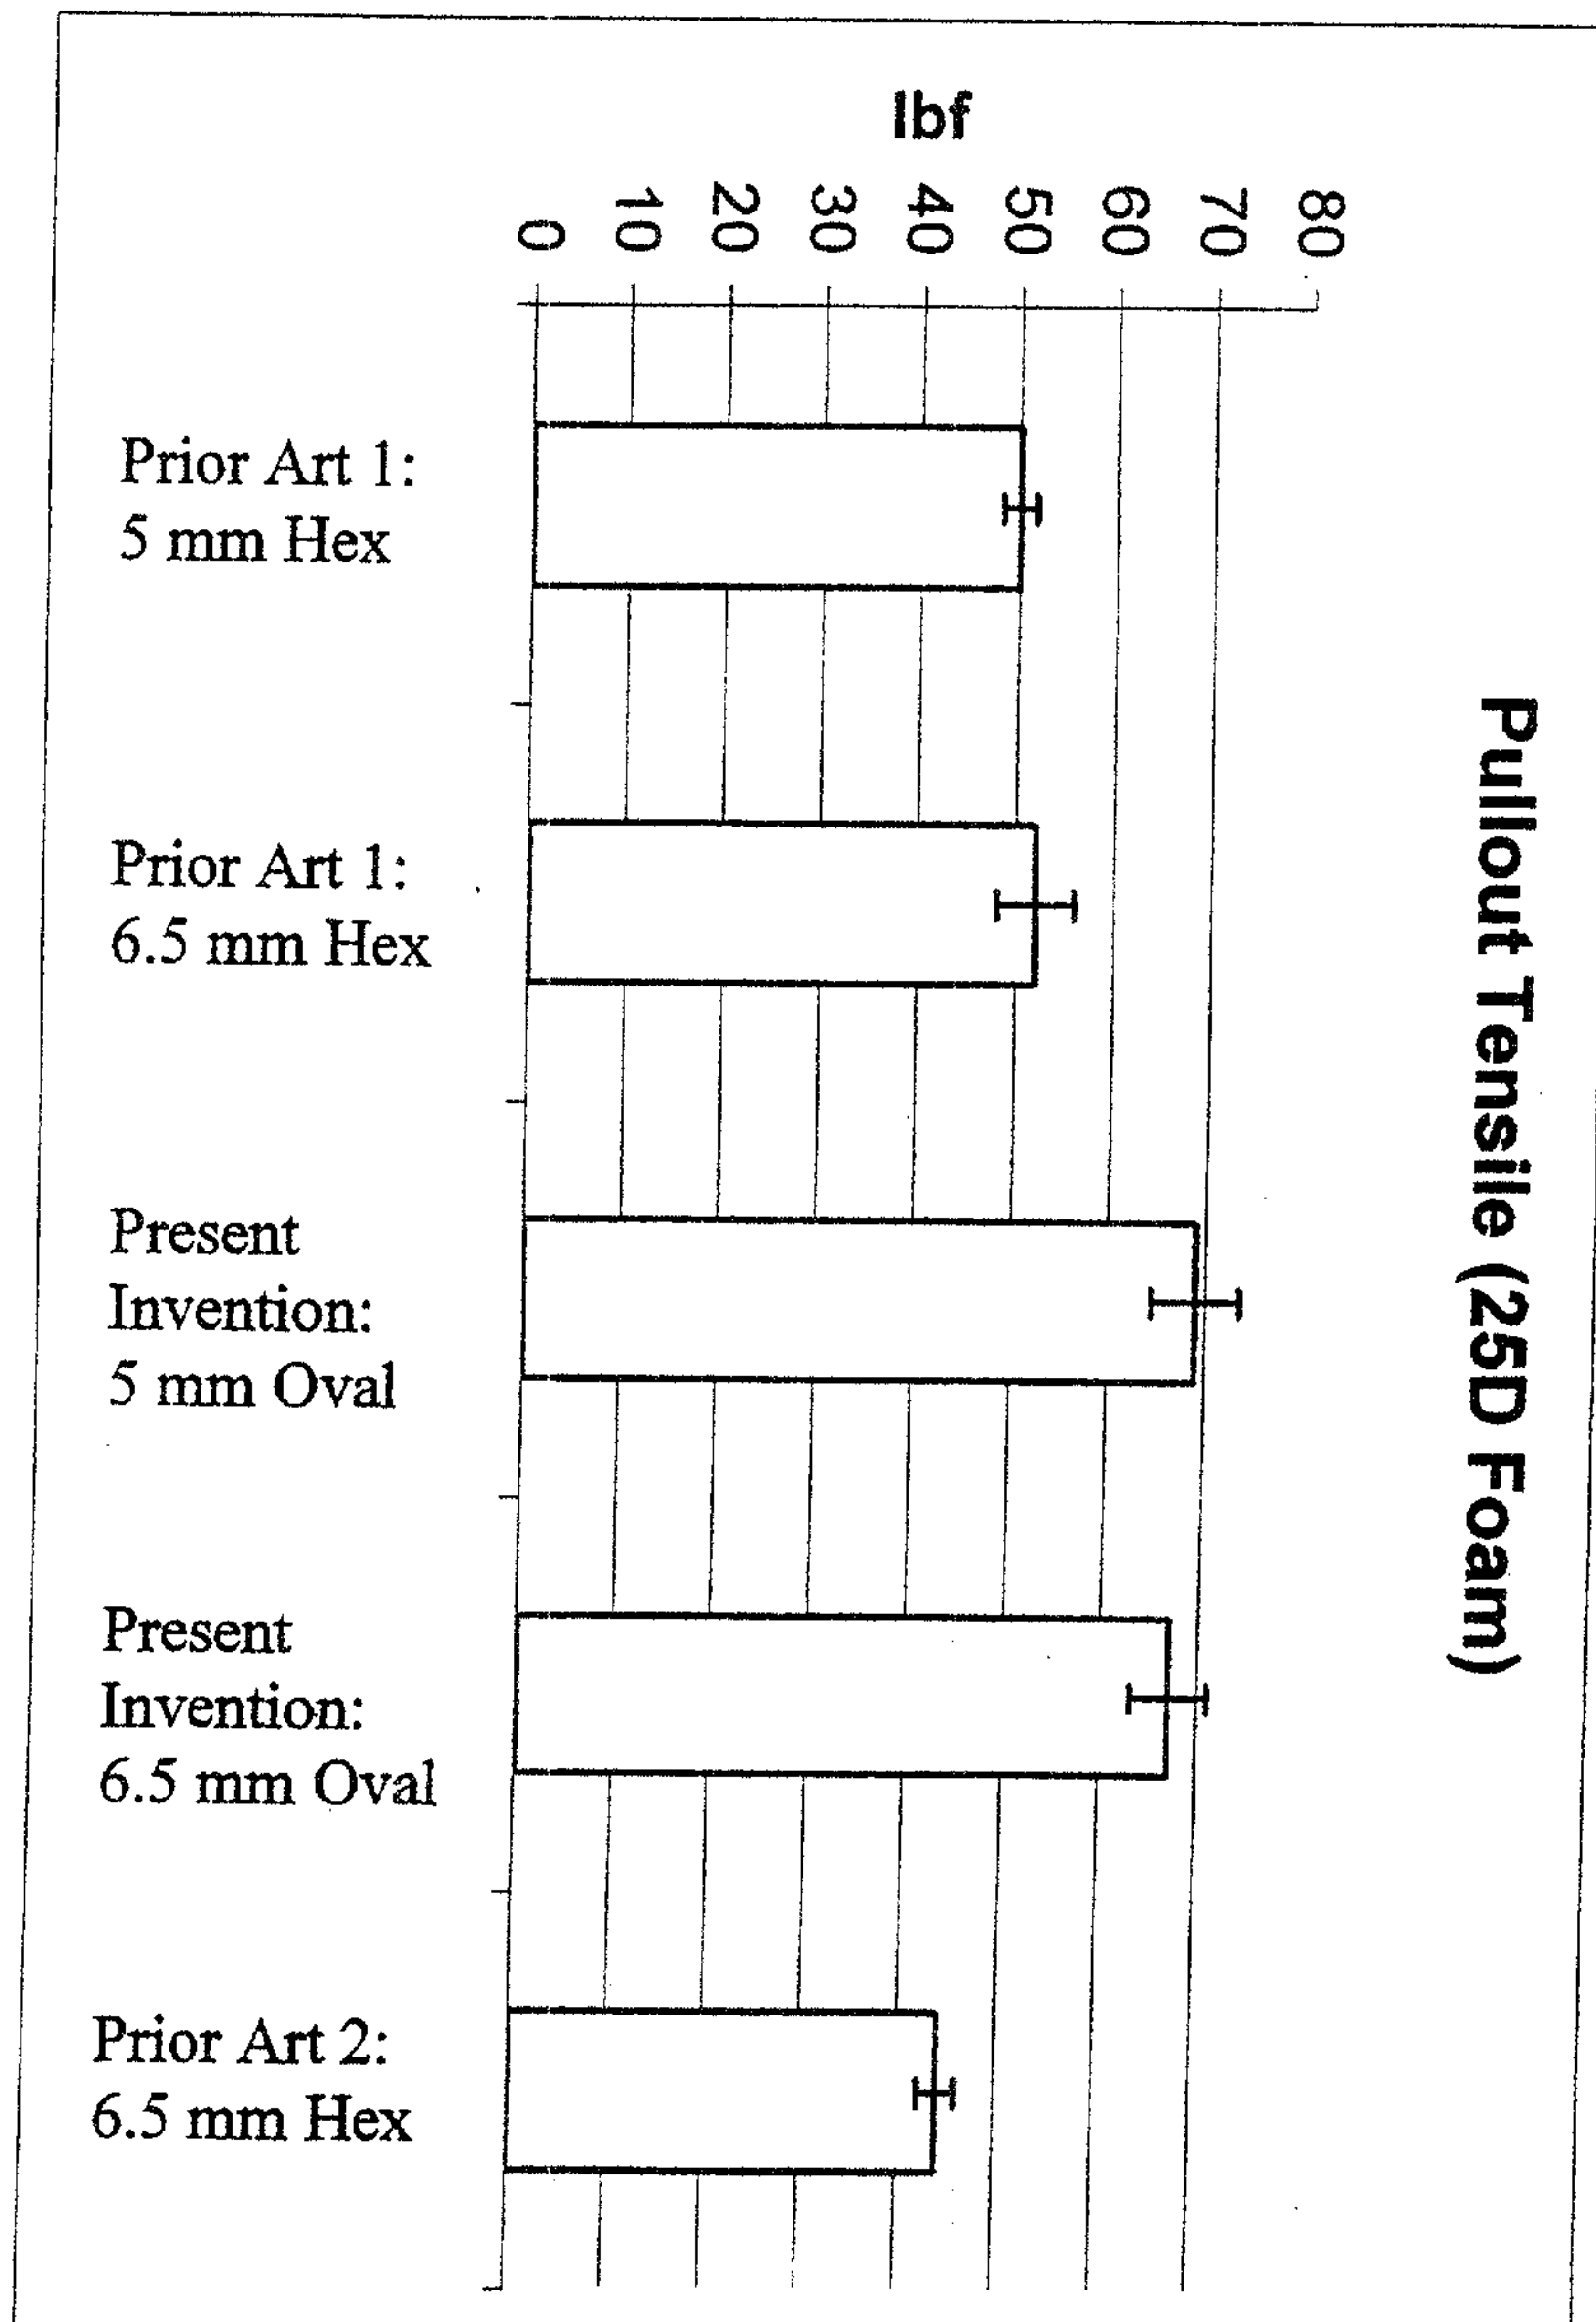 Pullout Tensile (25D Foam)
lbf
80
70
60
50
40
30
20
10
0
Prior Art 1:
5 mm Hex
Prior Art 1:
6.5 mm Hex
Present
Invention:
5 mm Oval
Present
Invention:
6.5 mm Oval
Prior Art 2:
6.5 mm Hex